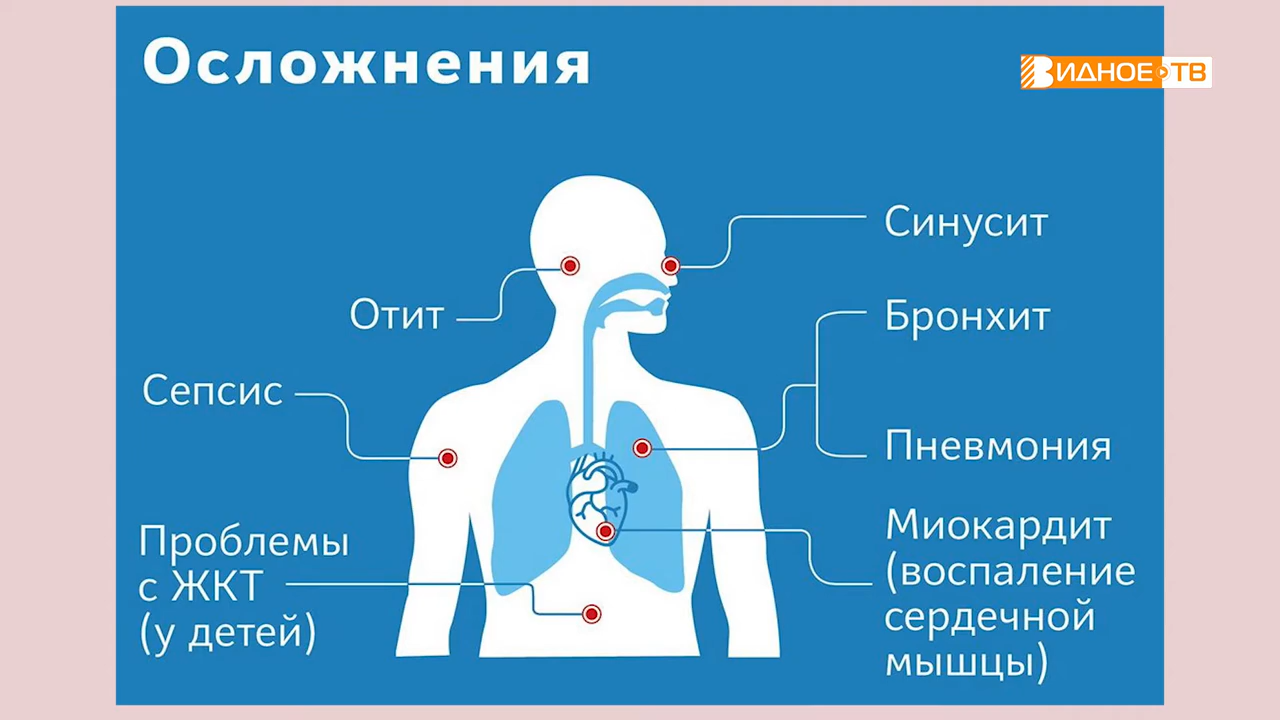 Осложнения
ВИДНОЕ ТВ
Синусит
Отит
Бронхит
Сепсис
Пневмония
Проблемы
с ЖКТ
(у детей)
Миокардит
(воспаление
сердечной
мышцы)